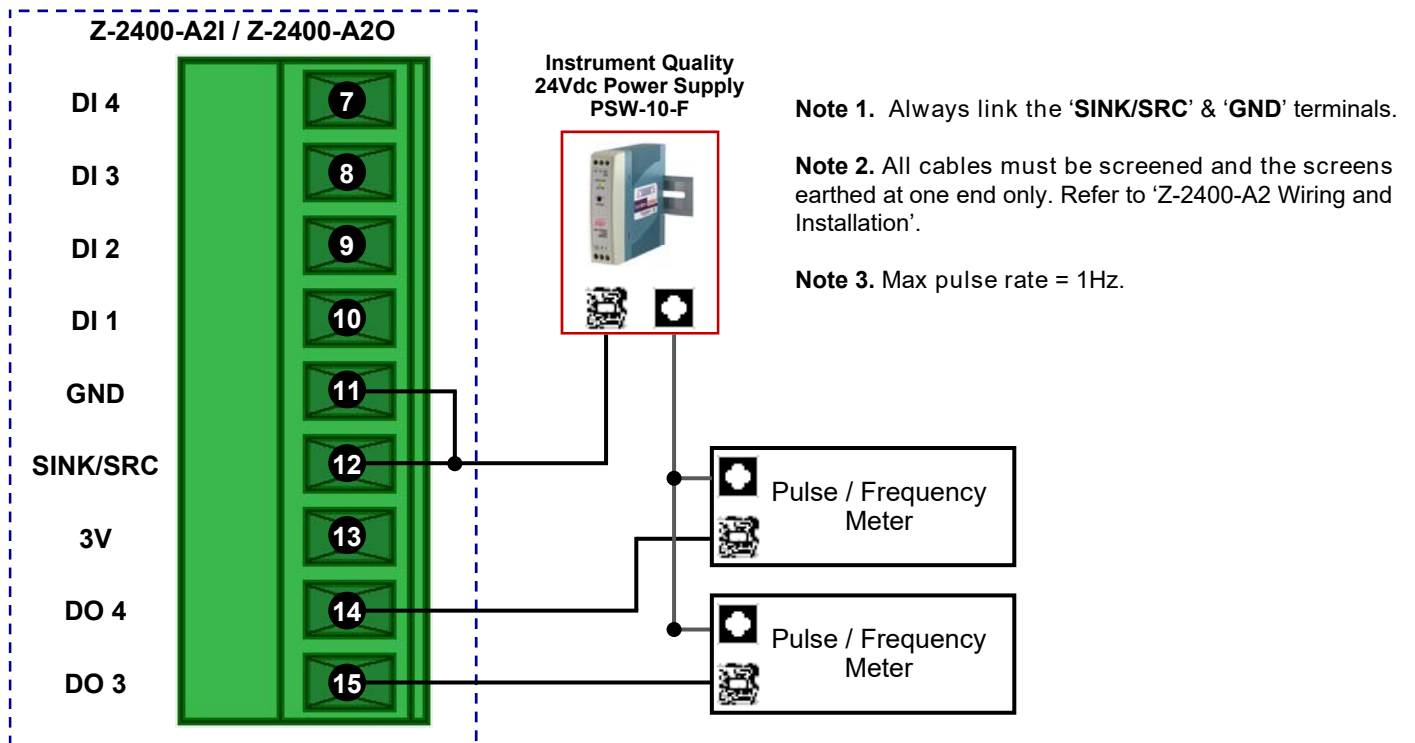 Z-2400-A2I / Z-2400-A2O
DI 4
7
DI 3
8
DI 2
9
DI 1
10
GND
11
SINK/SRC
12
3V
13
DO 4
14
DO 3
15
Instrument Quality
24Vdc Power Supply
PSW-10-F
Note 1. Always link the ‘SINK/SRC’ & ‘GND’ terminals.
Note 2. All cables must be screened and the screens
earthed at one end only. Refer to ‘Z-2400-A2 Wiring and
Installation’.
Note 3. Max pulse rate = 1Hz.
Pulse / Frequency
Meter
Pulse / Frequency
Meter